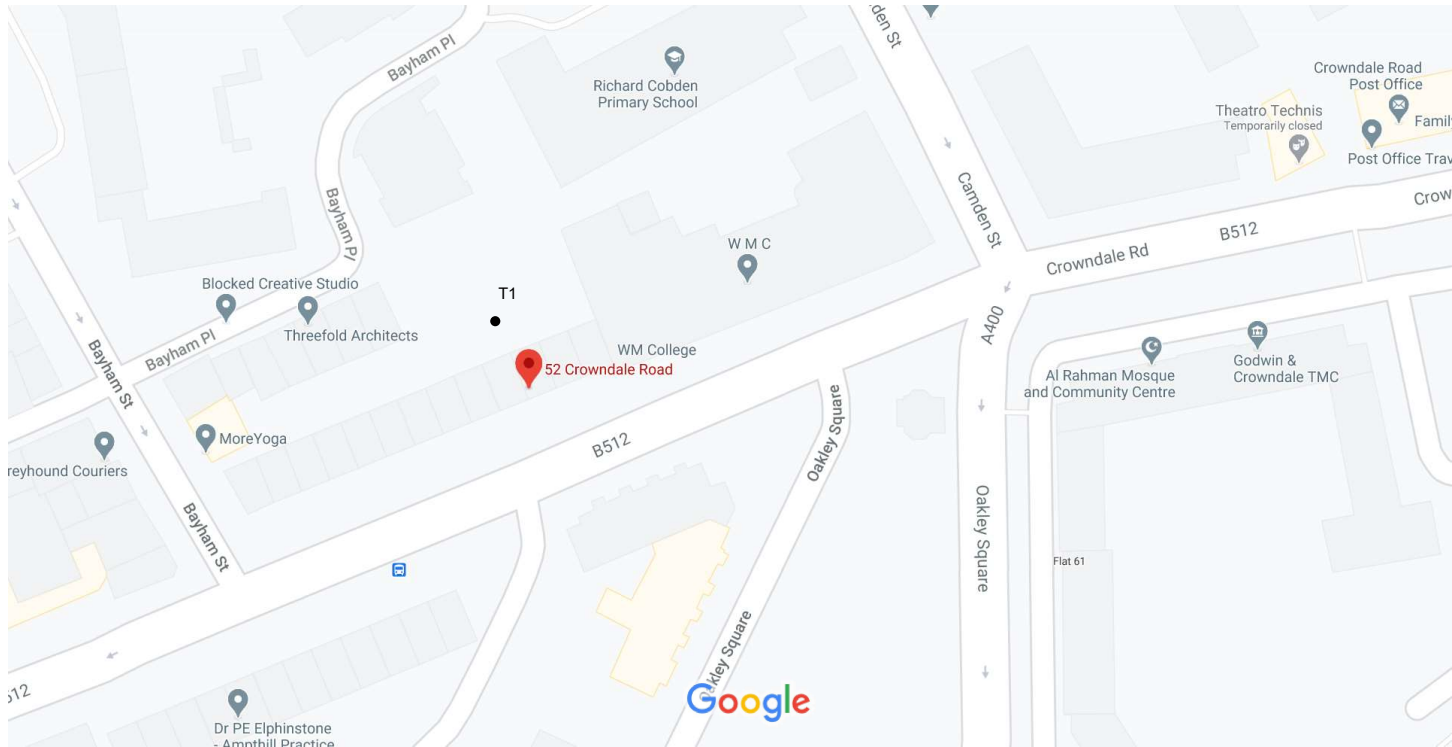 den St
Bayham Pl
Richard Cobden
Primary School
Crowndale Road
Post Office
Theatro Technis
Temporarily closed
Famil
Post Office Trav
Camden St
Bayham Pl
Crow
B512
W M C
Crowndale Rd
Blocked Creative Studio
T1
A400
Threefold Architects
Bayham Pl
Bayham St
WM College
52 Crowndale Road
Al Rahman Mosque
and Community Centre
Godwin &
Crowndale TMC
MoreYoga
B512
Oakley Square
reyhound Couriers
Bayham St
Oakley Square
Flat 61
Oakley Square
512
Google
Dr PE Elphinstone
- Ampthill Practice